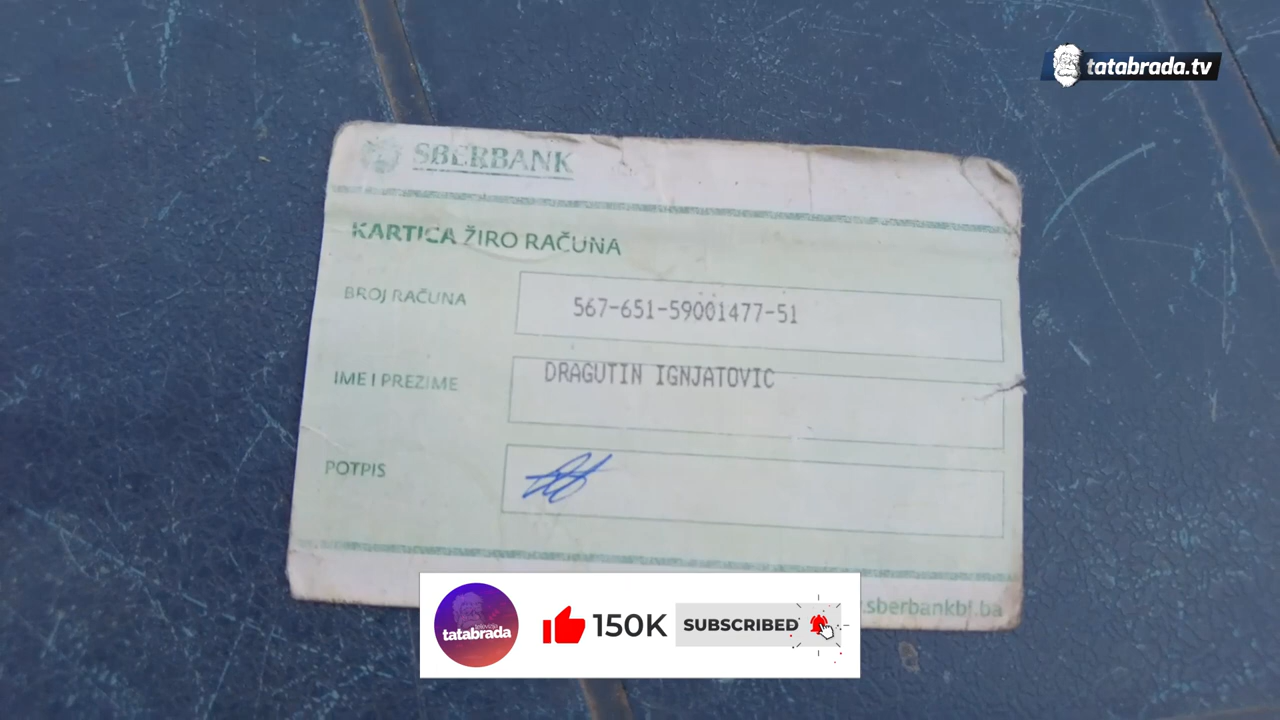 tatabrada.tv
SBERBANK
KARTICA ŽIRO RAČUNA
BROJ RAČUNA
567-651-59001477-51
IME I PREZIME
DRAGUTIN IGNJATOVIC
POTPIS
.sberbankbl.ba
televizija
tatabrada
150K
SUBSCRIBED